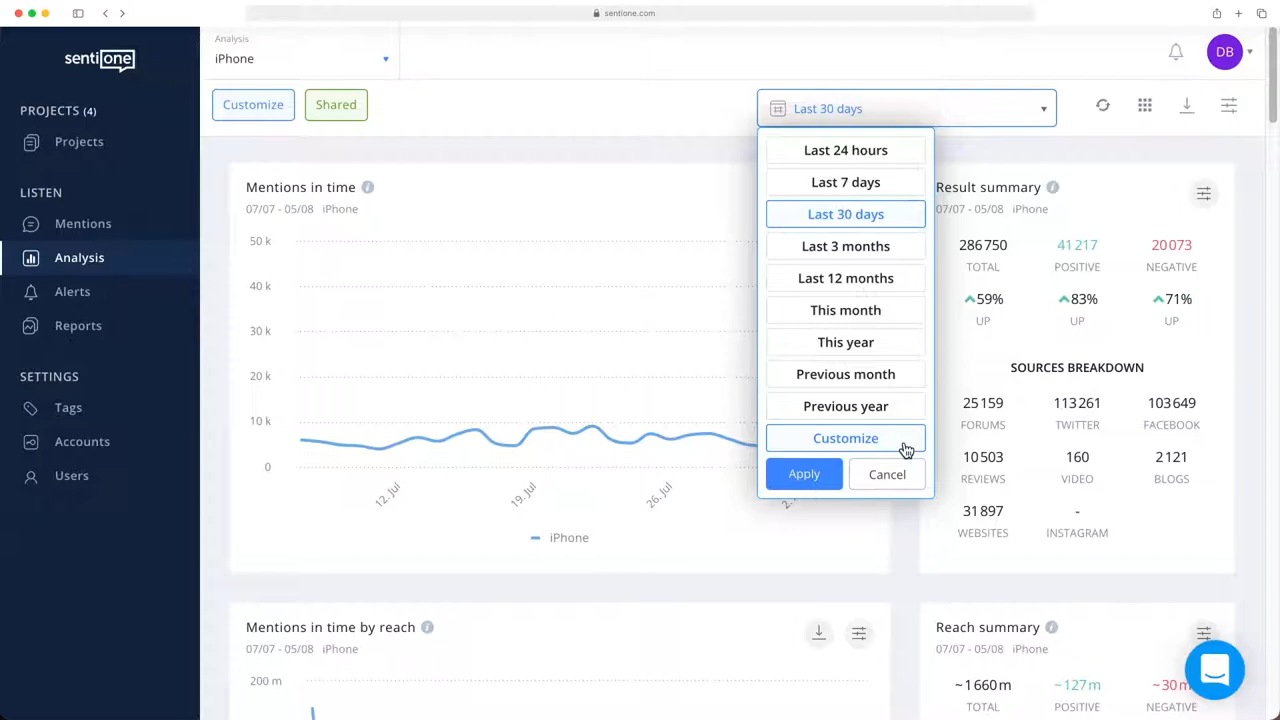 sentione.com
senti one
PROJECTS (4)
Projects
LISTEN
Mentions
Analysis
Alerts
Reports
SETTINGS
Tags
Accounts
Users
Analysis
iPhone
DB
Customize
Shared
Last 30 days
Last 24 hours
Last 7 days
Last 30 days
Last 3 months
Last 12 months
This month
This year
Previous month
Previous year
Customize
Apply
Cancel
Mentions in time
07/07 - 05/08 iPhone
50 k
40 k
30 k
20 k
10 k
0
12. Jul
19. Jul
26. Jul
iPhone
Result summary
07/07 - 05/08 iPhone
286 750 41 217 20 073
TOTAL POSITIVE NEGATIVE
59% 83% 71%
UP UP UP
SOURCES BREAKDOWN
25 159 113 261 103 649
FORUMS TWITTER FACEBOOK
10 503 160 2 121
REVIEWS VIDEO BLOGS
31 897 -
WEBSITES INSTAGRAM
Mentions in time by reach
07/07 - 05/08 iPhone
200 m
Reach summary
07/07 - 05/08 iPhone
~1 660 m ~127 m ~30 m
TOTAL POSITIVE NEGATIVE